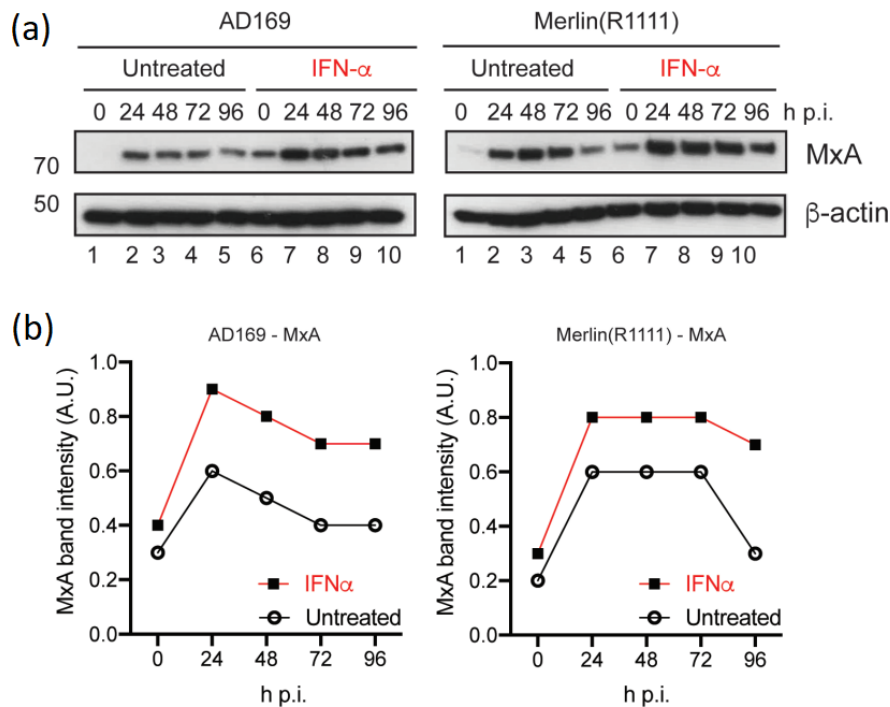 (a)
AD169 Merlin(R1111)
Untreated IFN-α Untreated IFN-α
0 24 48 72 96 0 24 48 72 96 0 24 48 72 96 0 24 48 72 96 h p.i.
70 MxA
50 β-actin
1 2 3 4 5 6 7 8 9 10 1 2 3 4 5 6 7 8 9 10
(b)
AD169 - MxA
MxA band intensity (A.U.)
1.0
0.8
0.6
0.4
0.2
0.0
IFNα
Untreated
0 24 48 72 96
h p.i.
Merlin(R1111) - MxA
MxA band intensity (A.U.)
1.0
0.8
0.6
0.4
0.2
0.0
IFNα
Untreated
0 24 48 72 96
h p.i.